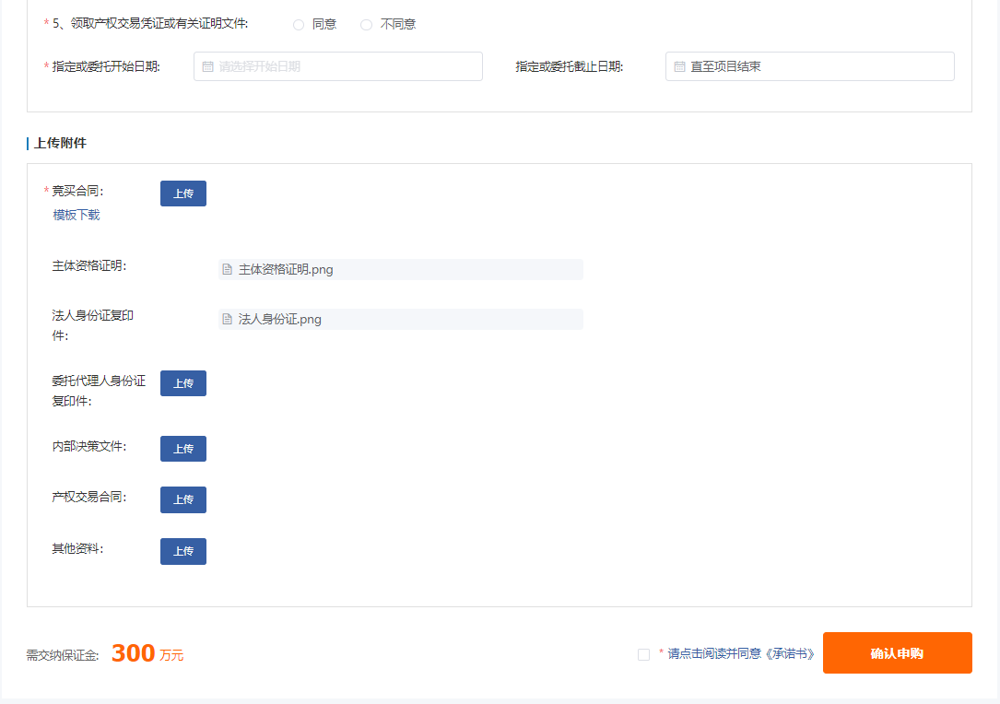 * 5、领取产权交易凭证或有关证明文件: 同意 不同意
* 指定或委托开始日期: 请选择开始日期 指定或委托截止日期: 直至项目结束
上传附件
* 竞买合同: 上传
模板下载
主体资格证明: 主体资格证明.png
法人身份证复印
件: 法人身份证.png
委托代理人身份证
复印件: 上传
内部决策文件: 上传
产权交易合同: 上传
其他资料: 上传
需交纳保证金: 300 万元 * 请点击阅读并同意《承诺书》 确认申购